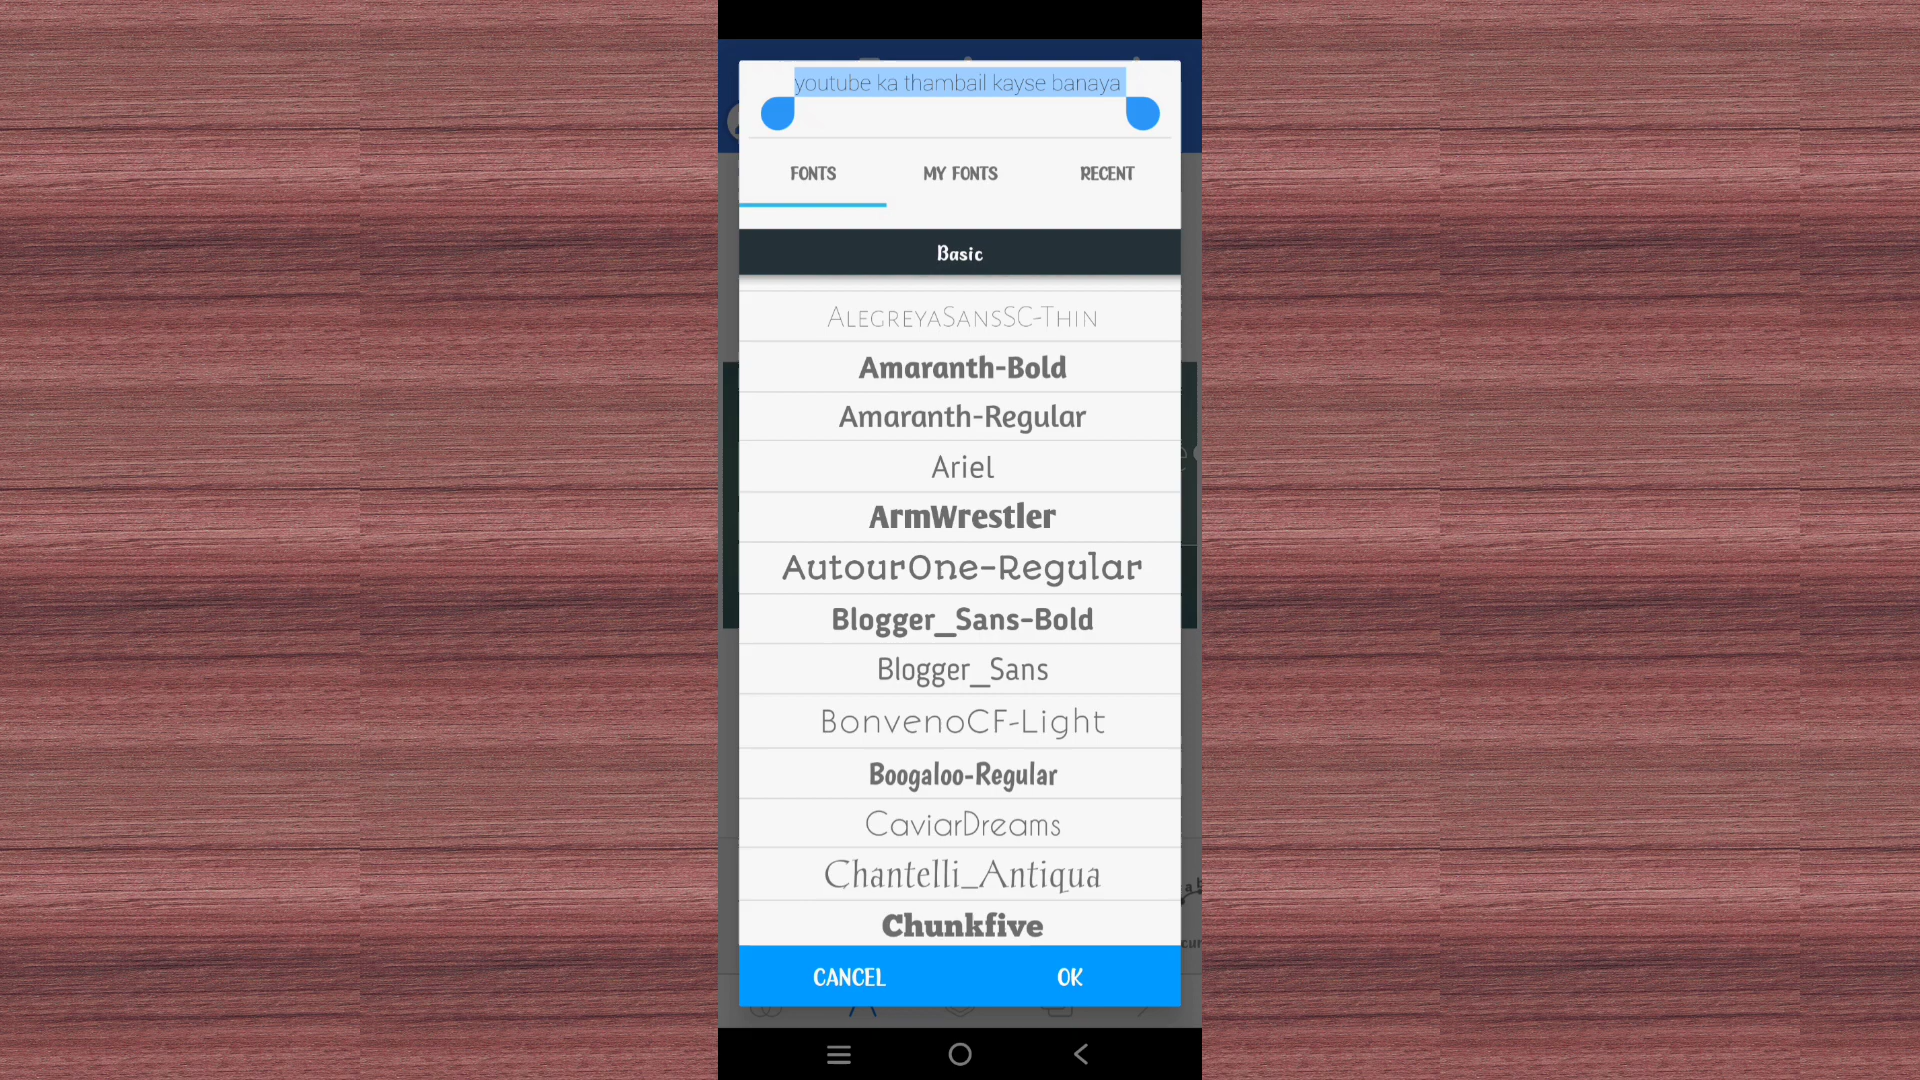 youtube ka thambail kayse banaya
FONTS MY FONTS RECENT
Basic
AlegreyaSansSC-Thin
Amaranth-Bold
Amaranth-Regular
Ariel
ArmWrestler
AutourOne-Regular
Blogger_Sans-Bold
Blogger_Sans
BonvenoCF-Light
Boogaloo-Regular
CaviarDreams
Chantelli_Antiqua
Chunkfive
CANCEL OK